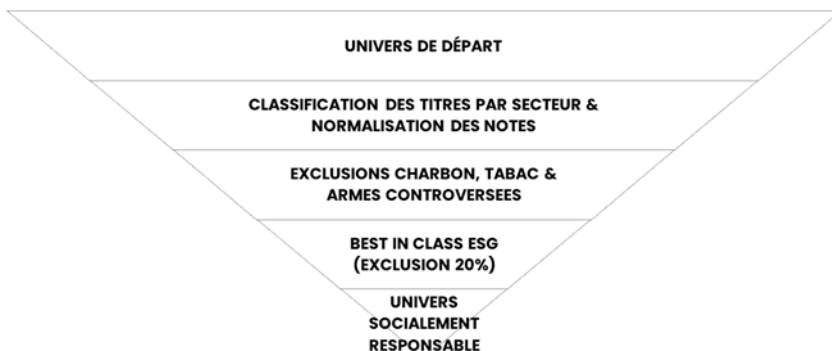 UNIVERS DE DÉPART
CLASSIFICATION DES TITRES PAR SECTEUR &
NORMALISATION DES NOTES
EXCLUSIONS CHARBON, TABAC &
ARMES CONTROVERSEES
BEST IN CLASS ESG
(EXCLUSION 20%)
UNIVERS
SOCIALEMENT
RESPONSABLE